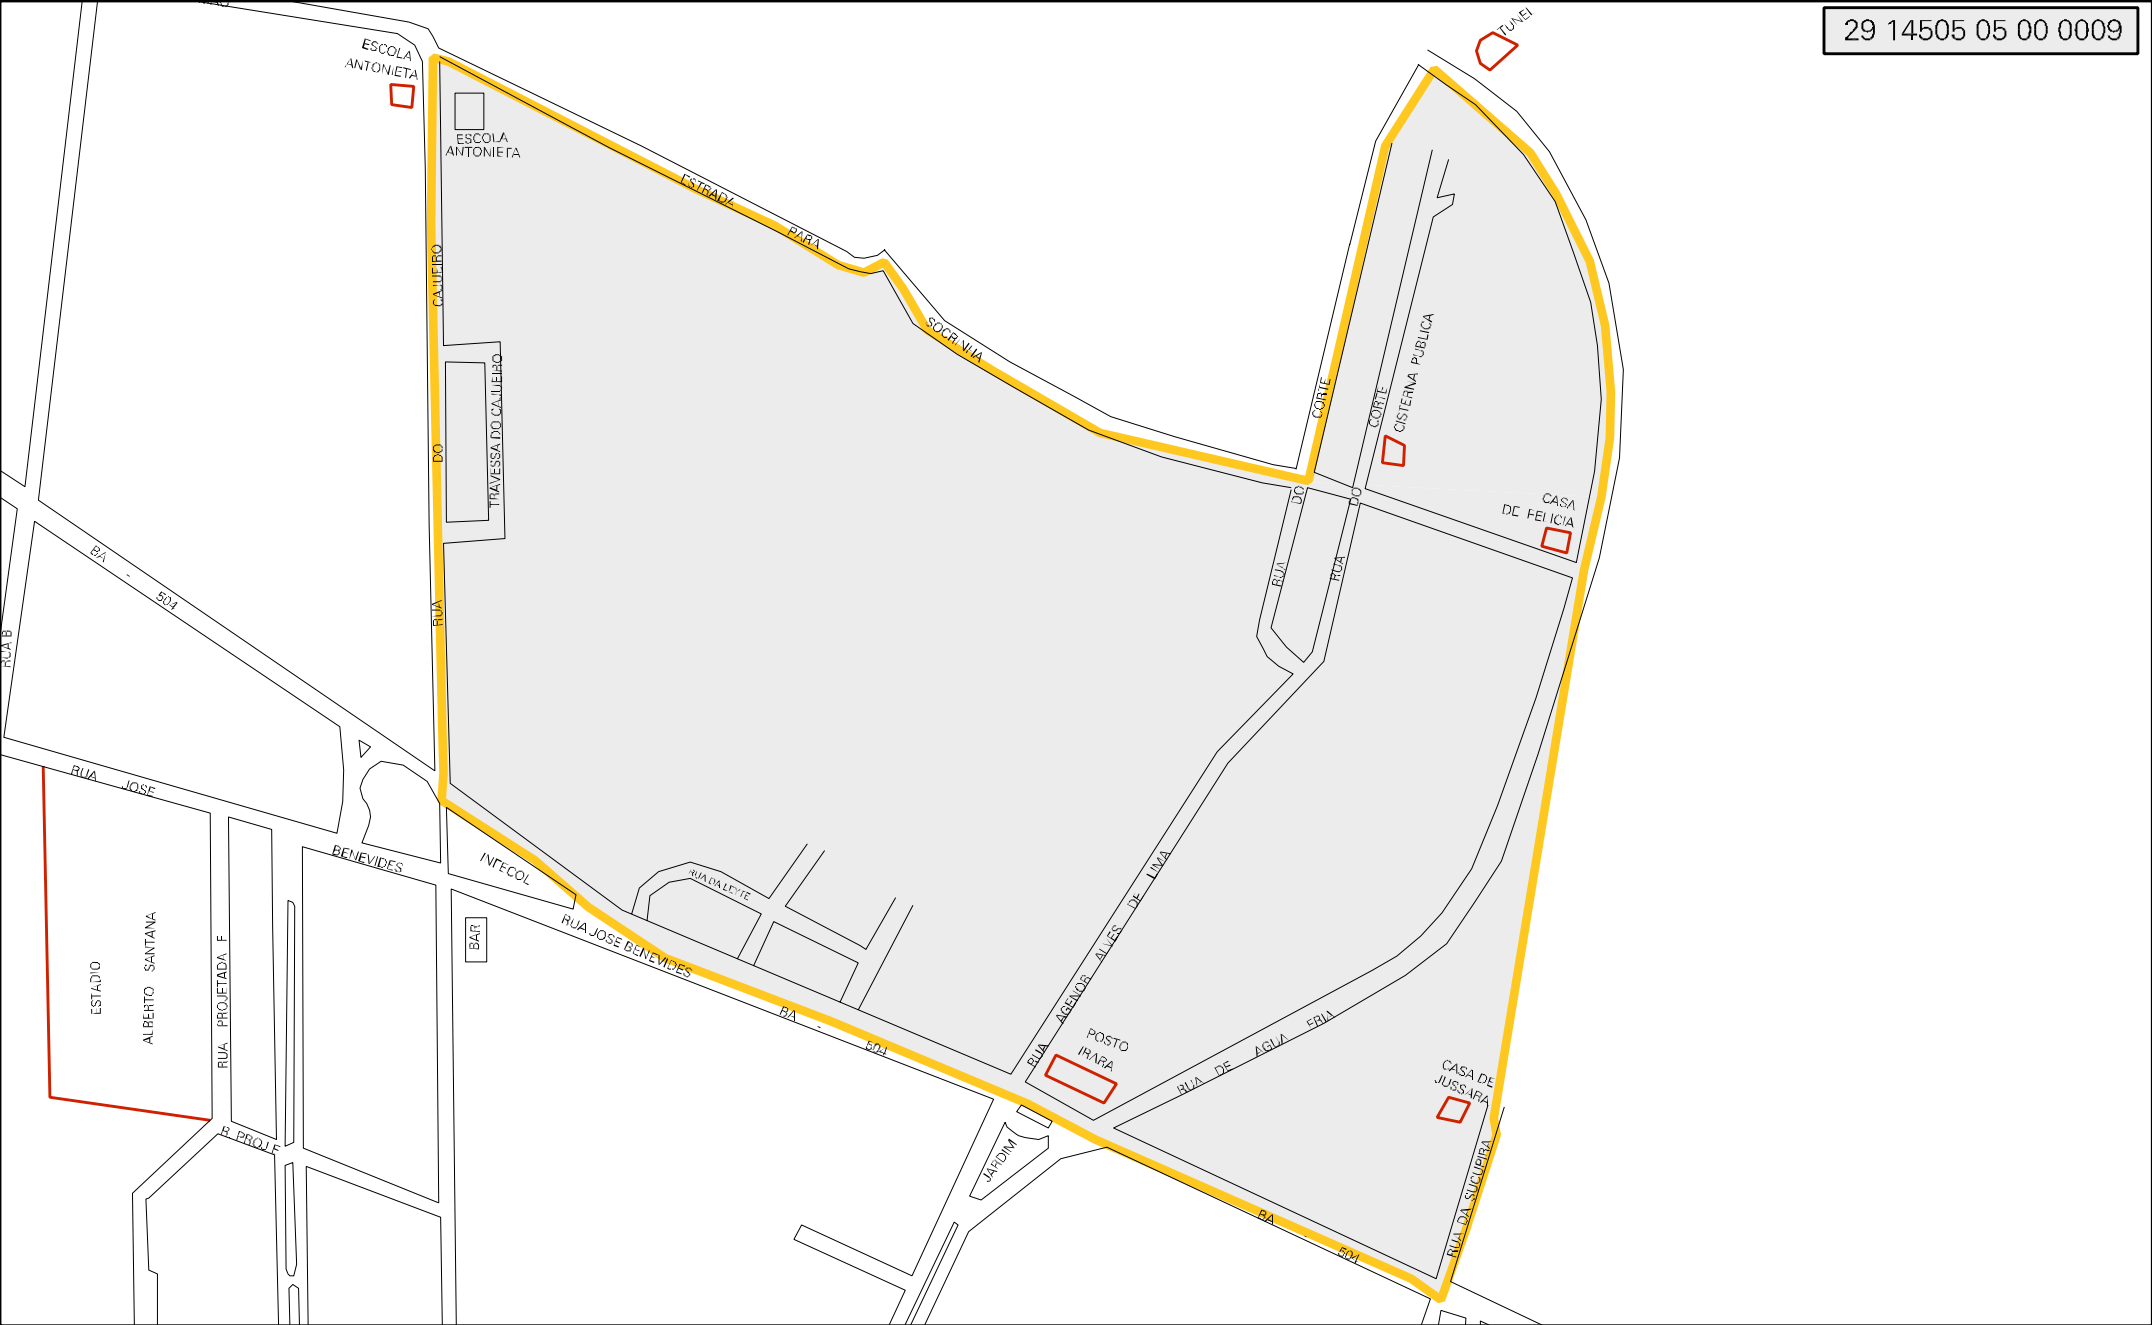 29 14505 05 00 0009
TUNEL
ESCOLA
ANTONIETA
ESCOLA
ANTONIETA
ESTRADA PARA SOCRINHA
RUA DO CAJUEIRO
TRAVESSA DO CAJUEIRO
RUA DO CORTE
RUA DO CORTE
CISTERNA PUBLICA
CASA
DE FELICIA
BA - 504
RUA B
RUA JOSE BENEVIDES
INFECOL
RUA DA LEYTE
RUA JOSE BENEVIDES
BAR
ESTADIO
ALBERTO SANTANA
RUA PROJETADA F
R. PROJ F
BA - 504
RUA AGENOR ALVES DE LIMA
POSTO
IRARA
RUA DE AGUA FRIA
CASA DE
JUSSARA
RUA DA SUCUPIRA
JARDIM
BA - 504